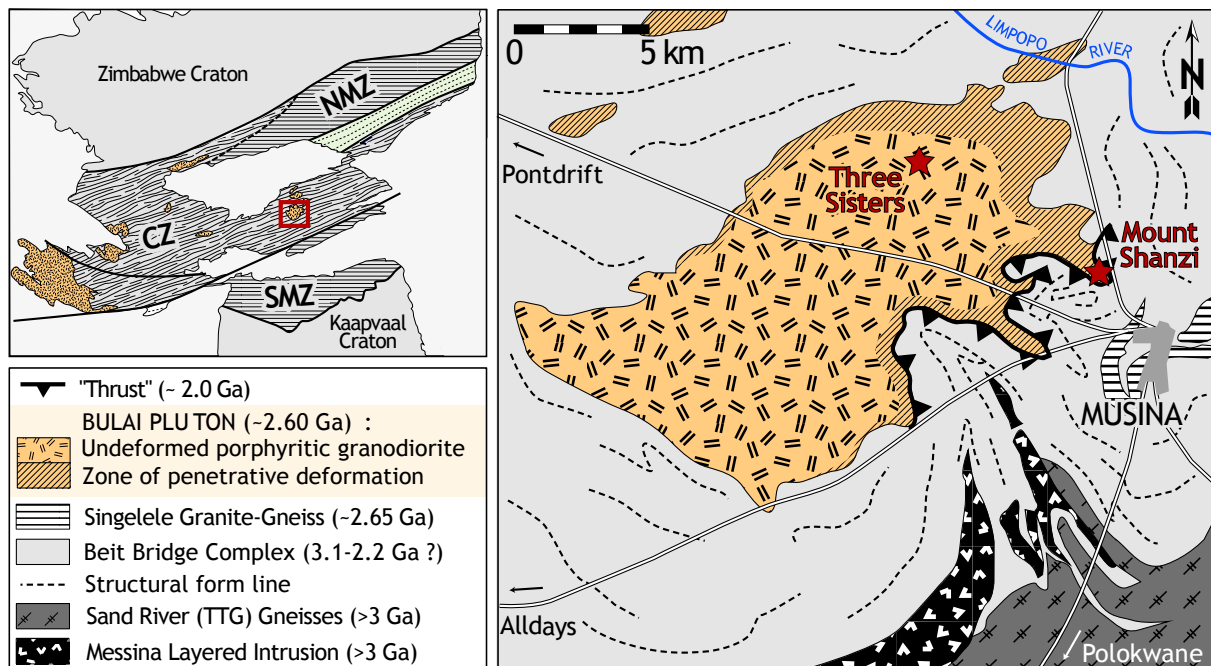 Zimbabwe Craton
NMZ
CZ
SMZ
Kaapvaal
Craton
"Thrust" (~ 2.0 Ga)
BULAI PLUTON (~2.60 Ga) :
Undeformed porphyritic granodiorite
Zone of penetrative deformation
Singelele Granite-Gneiss (~2.65 Ga)
Beit Bridge Complex (3.1-2.2 Ga ?)
Structural form line
Sand River (TTG) Gneisses (>3 Ga)
Messina Layered Intrusion (>3 Ga)
0 5 km
LIMPOPO
RIVER
N
Pontdrift
Three
Sisters
Mount
Shanzi
MUSINA
Alldays
Polokwane